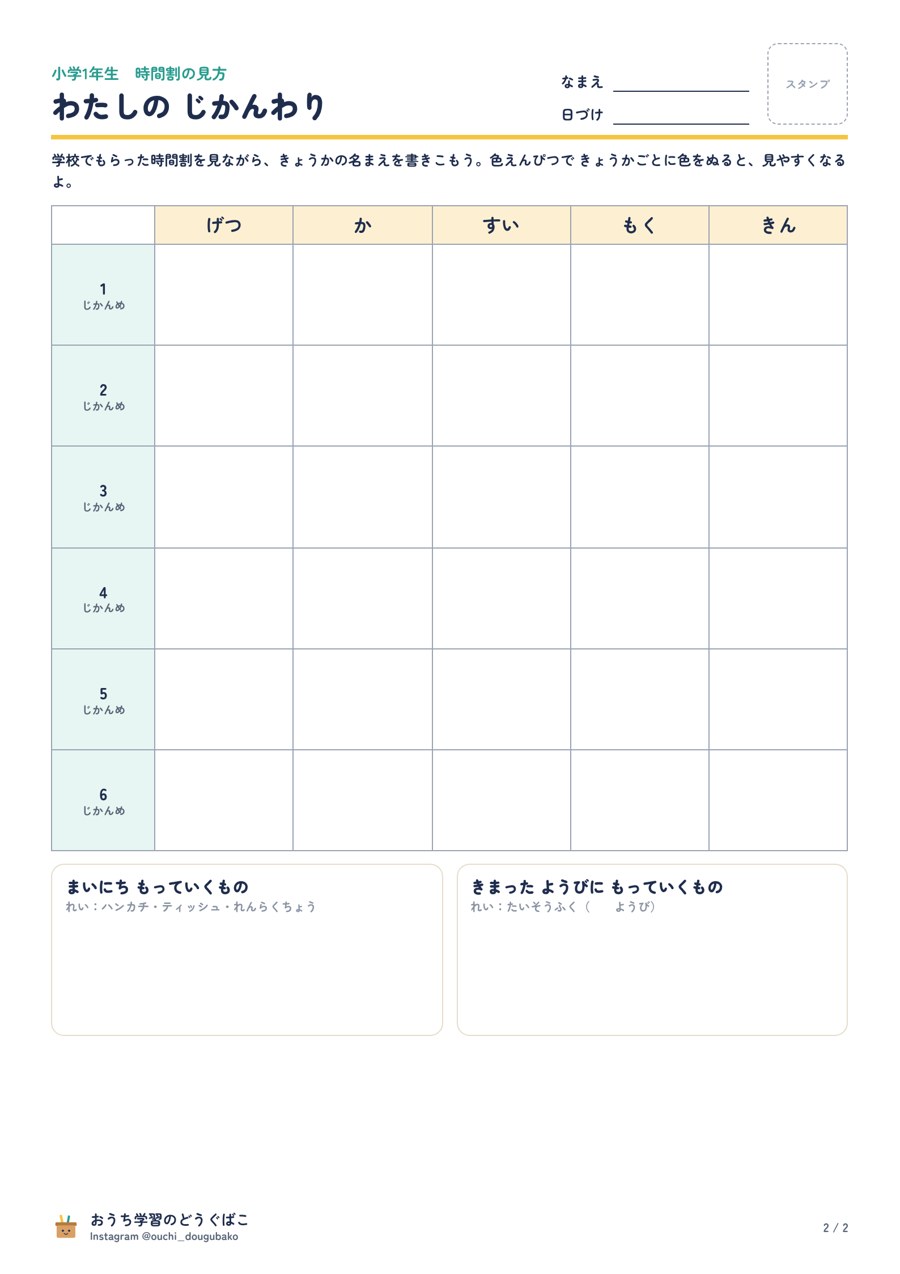 小学1年生　時間割の見方
わたしの じかんわり
なまえ
日づけ
スタンプ
学校でもらった時間割を見ながら、きょうかの名まえを書きこもう。色えんぴつで きょうかごとに色をぬると、見やすくなる
よ。
げつ か すい もく きん
1
じかんめ
2
じかんめ
3
じかんめ
4
じかんめ
5
じかんめ
6
じかんめ
まいにち もっていくもの
れい：ハンカチ・ティッシュ・れんらくちょう
きまった ようびに もっていくもの
れい：たいそうふく（　　ようび）
おうち学習のどうぐばこ
Instagram @ouchi_dougubako
2 / 2